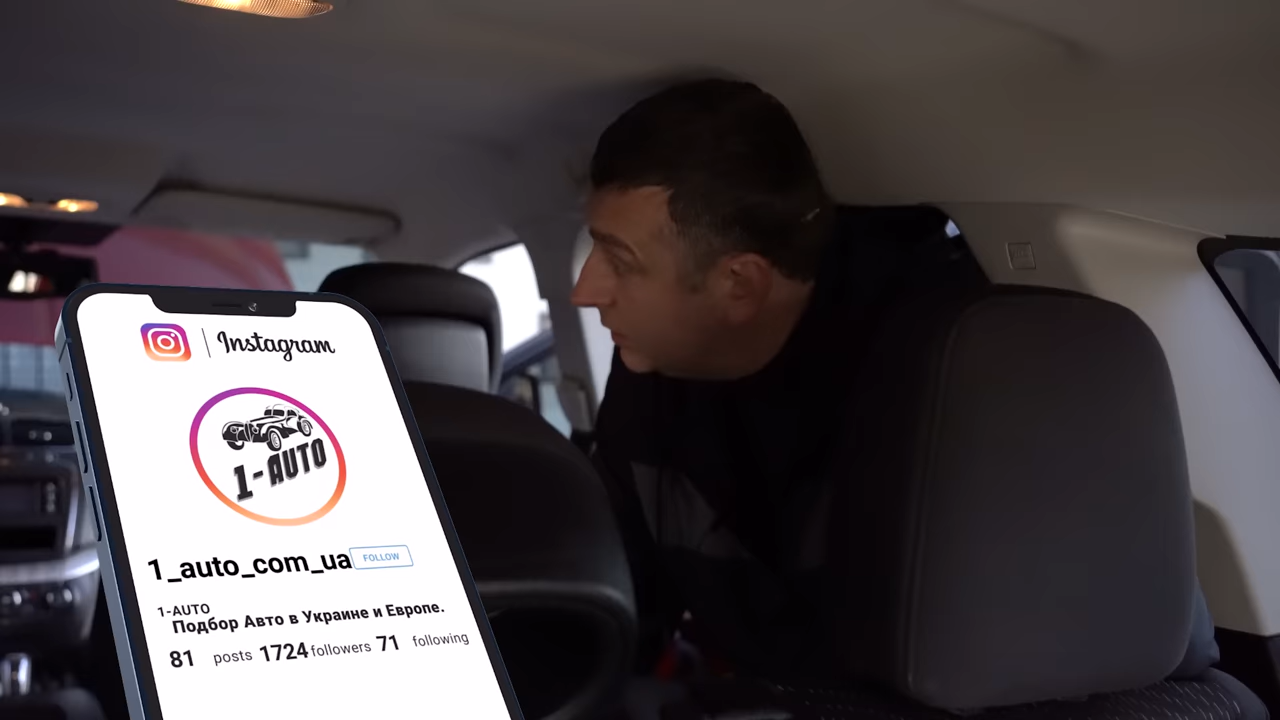 Instagram
1-AUTO
1_auto_com_ua FOLLOW
1-AUTO
Подбор Авто в Украине и Европе.
81 posts 1724 followers 71 following